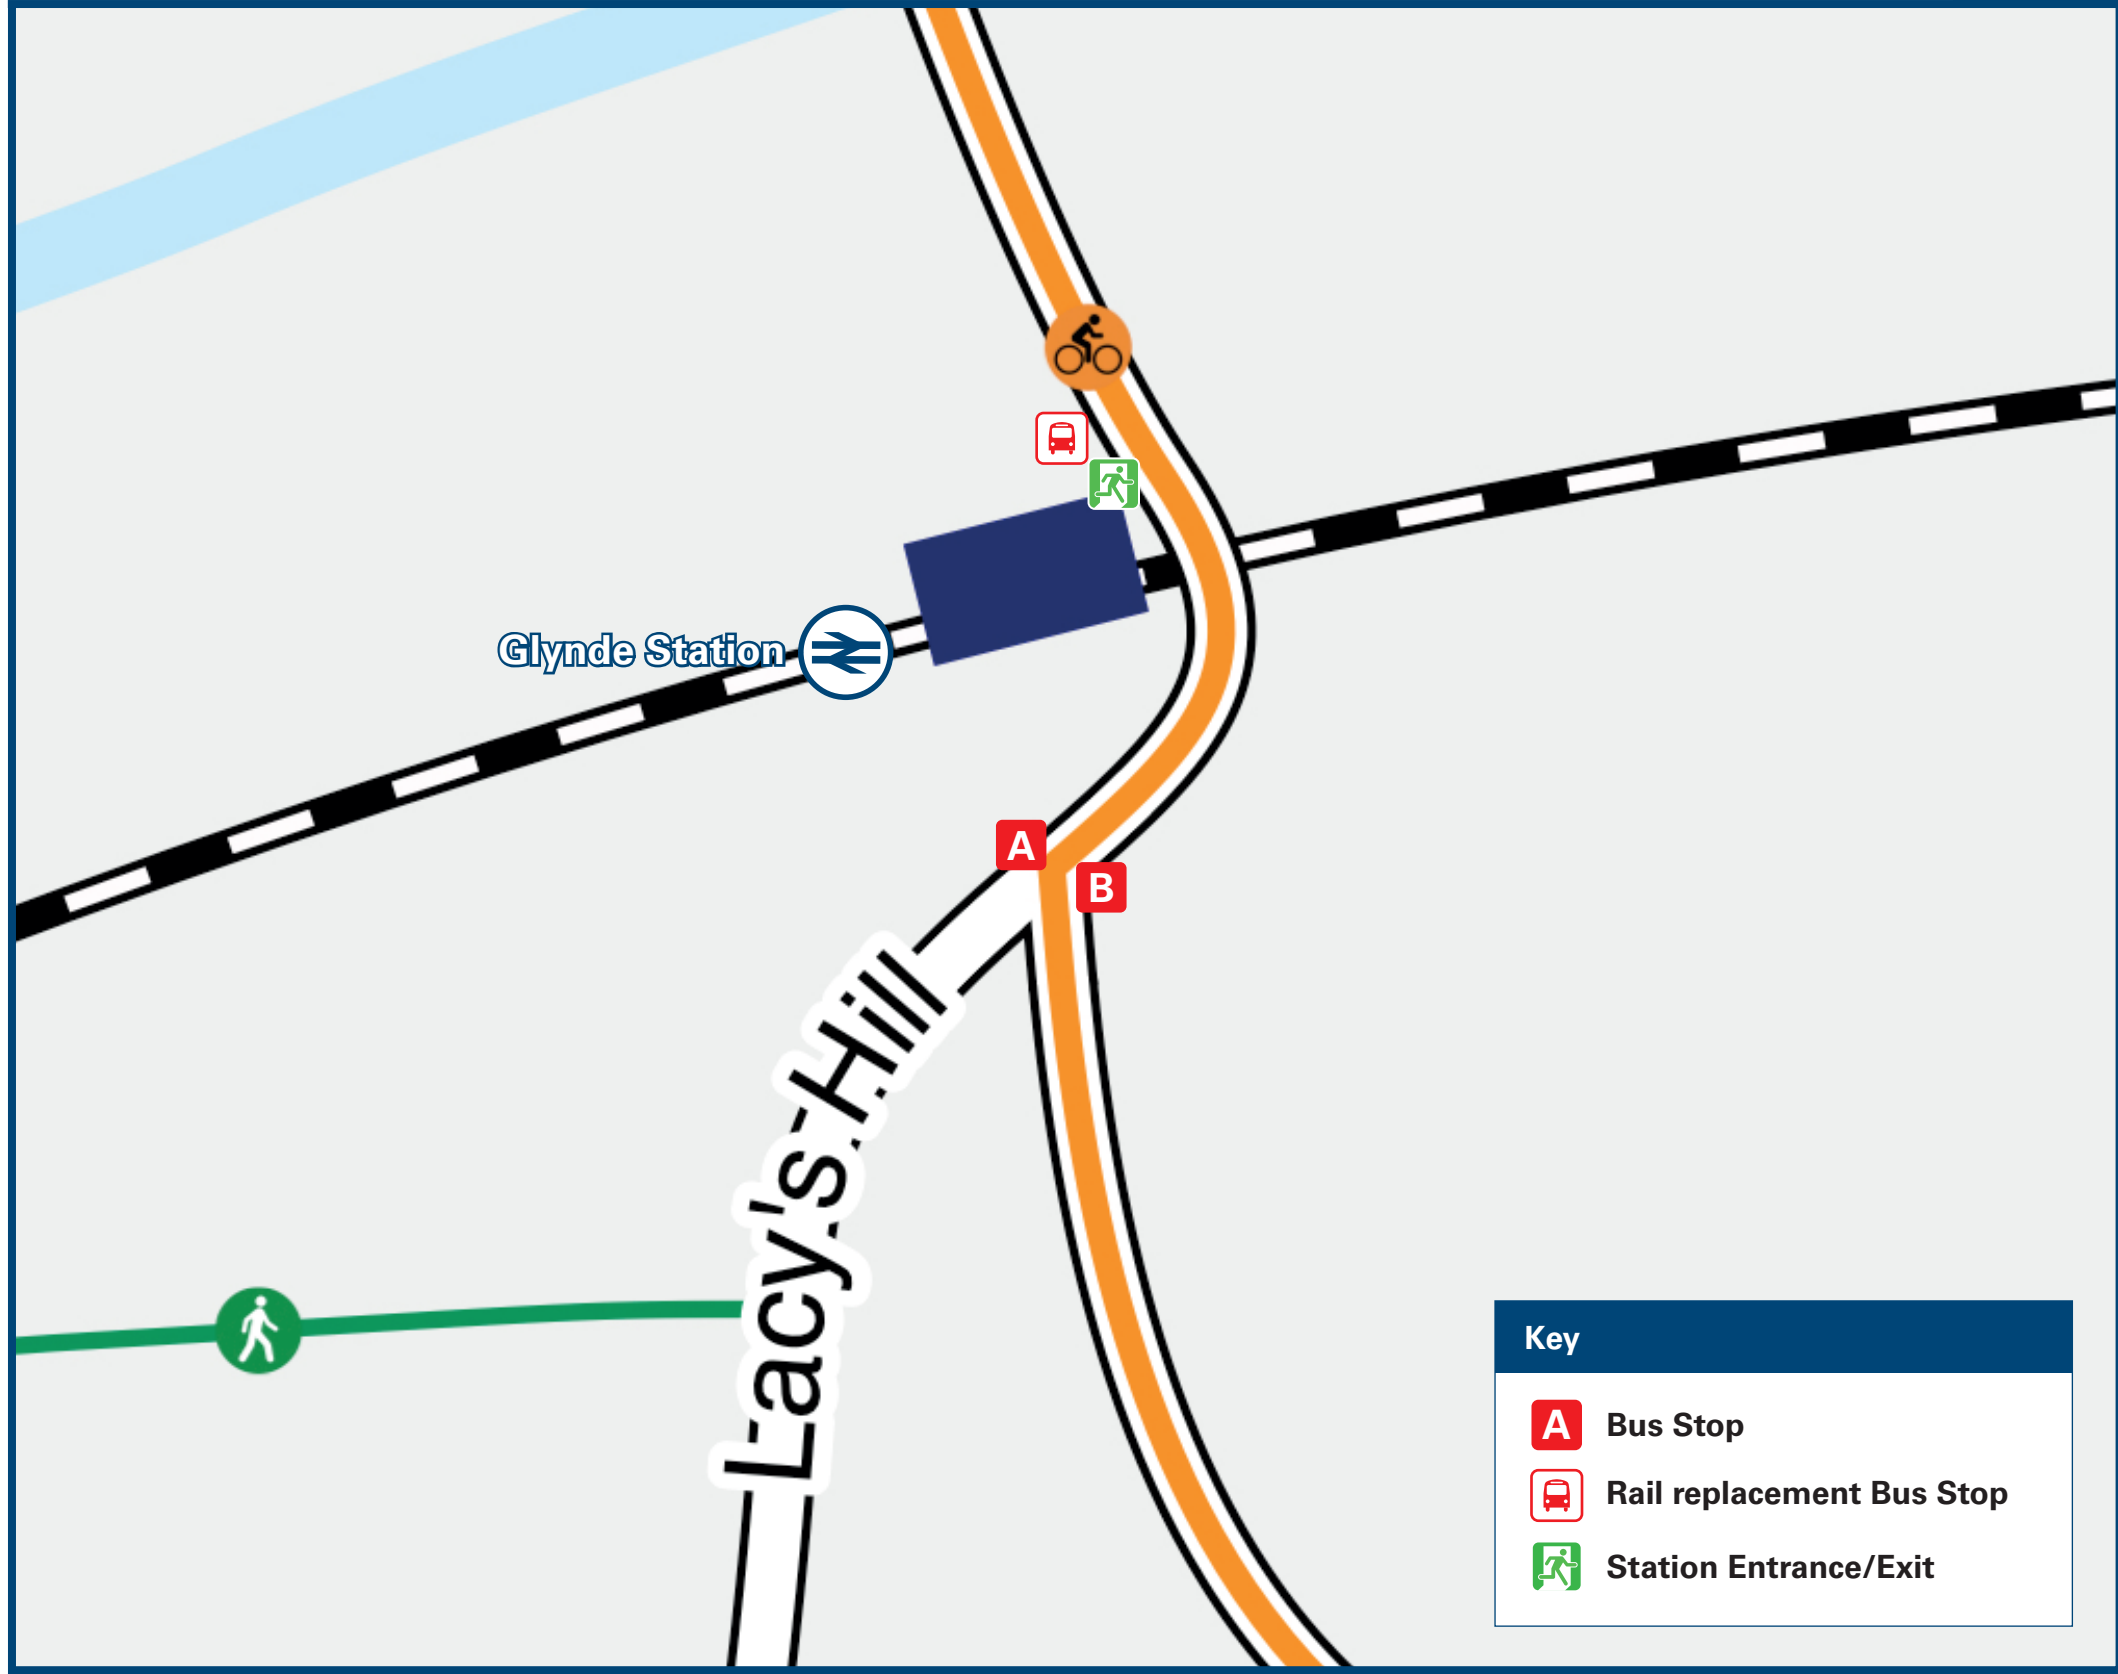 Glynde Station
A
B
Lacy's Hill
Key
A Bus Stop
Rail replacement Bus Stop
Station Entrance/Exit